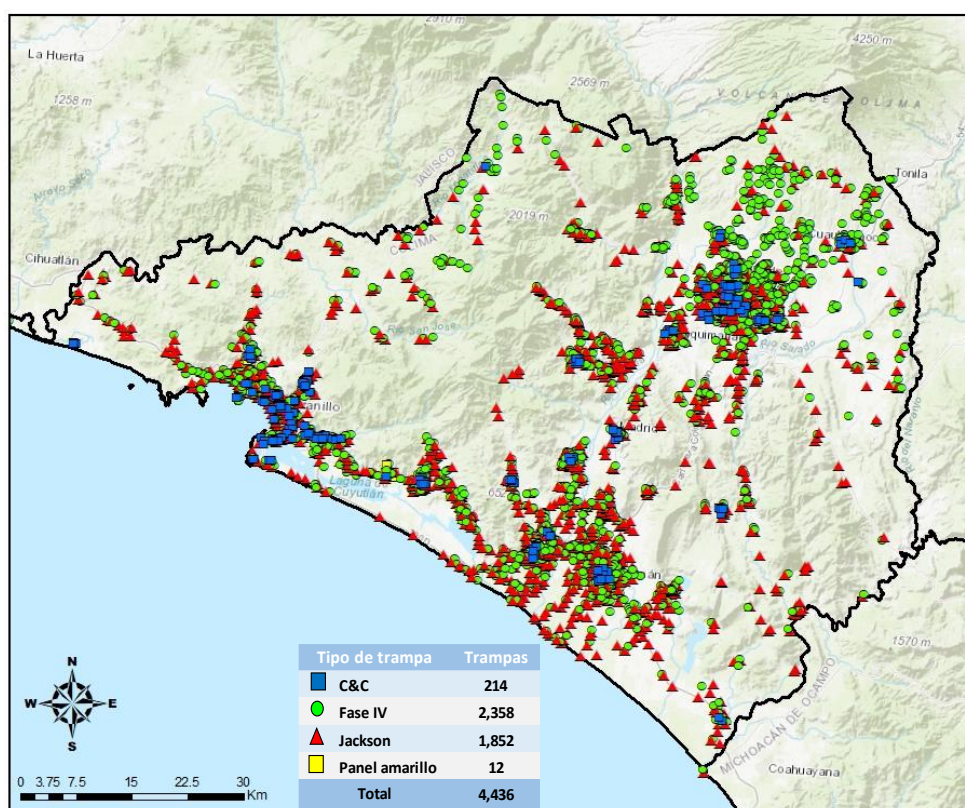 2910 m
4250 m
La Huerta
2569 m
1258 m
VOLCAN DE COLIMA
JALISCO
Tonila
2019 m
COLIMA
Cihuatlán
Río San José
Río Salado
Laguna de
Cuyutlán
1570 m
MICHOACÁN DE OCAMPO
Coahuayana
N
W E
S
0 3.75 7.5 15 22.5 30
Km
Tipo de trampa Trampas
C&C 214
Fase IV 2,358
Jackson 1,852
Panel amarillo 12
Total 4,436